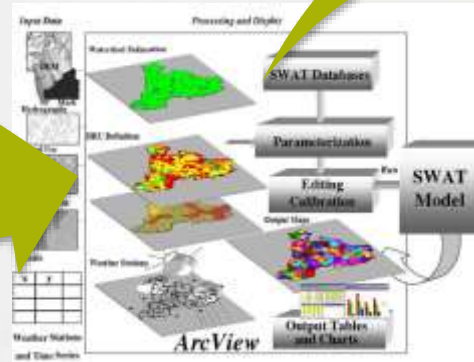 Input Data
Processing and Display
Watershed Delineation
DEM
Mask
SWAT Databases
HRU Definition
Parameterization
Run
Editing
Calibration
SWAT
Model
Output Maps
Weather Stations
X Y
Output Tables
and Charts
Weather Stations
and Time Series
ArcView